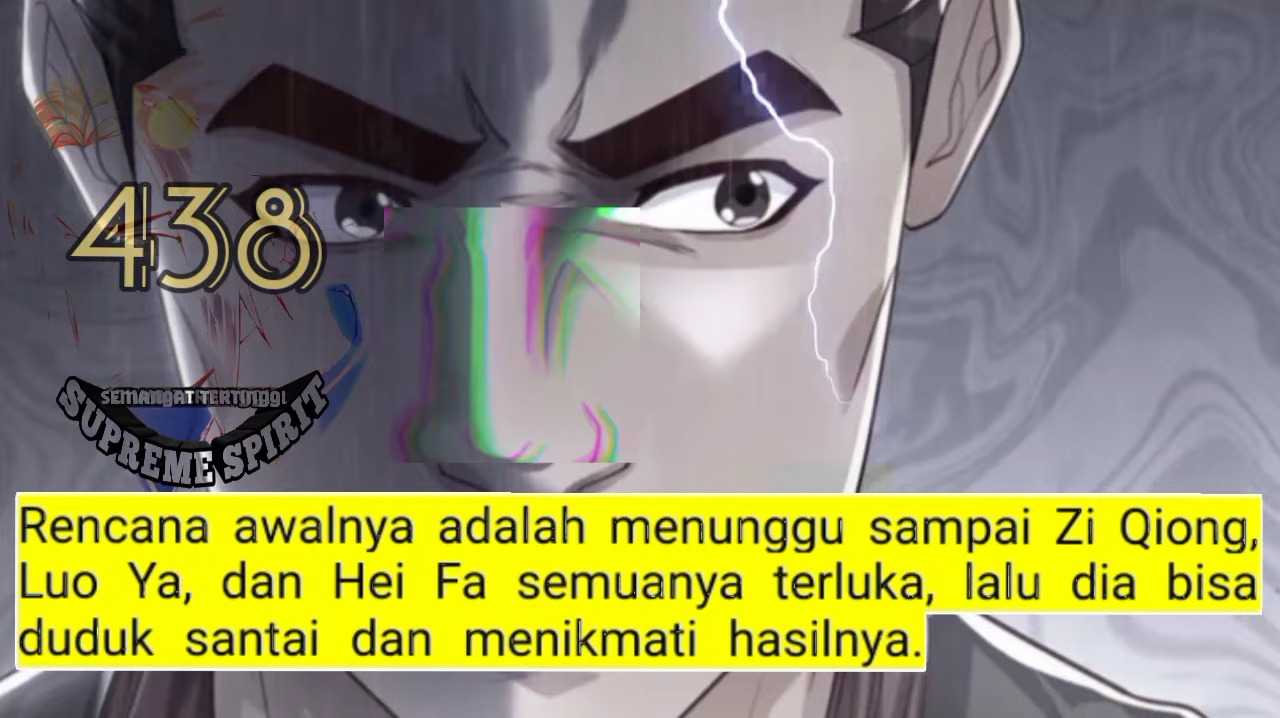 438
SEMANGAT TERTINGGI
SUPREME SPIRIT
Rencana awalnya adalah menunggu sampai Zi Qiong,
Luo Ya, dan Hei Fa semuanya terluka, lalu dia bisa
duduk santai dan menikmati hasilnya.